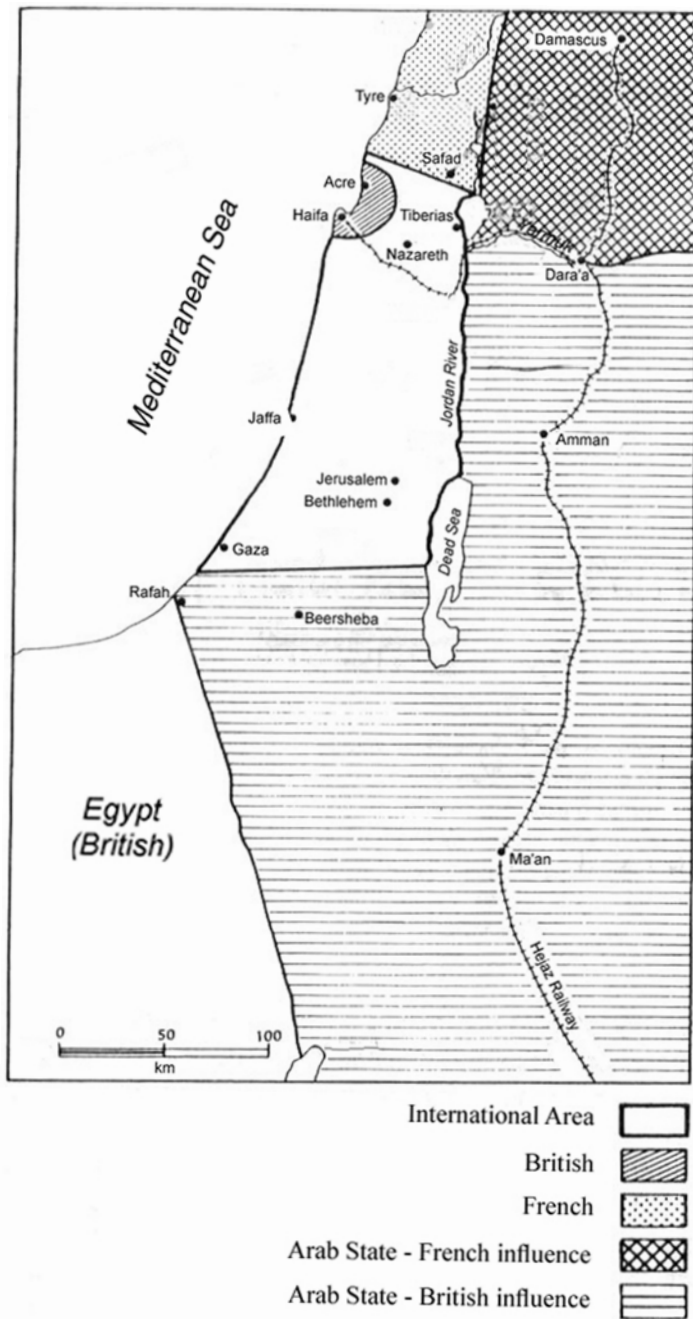 Damascus
Tyre
Safad
Acre
Haifa
Tiberias
Nazareth
Yarmuk
Dara'a
Mediterranean Sea
Jordan River
Jaffa
Amman
Jerusalem
Bethlehem
Dead Sea
Gaza
Rafah
Beersheba
Egypt
(British)
Ma'an
Hejaz Railway
0 50 100
km
International Area
British
French
Arab State - French influence
Arab State - British influence